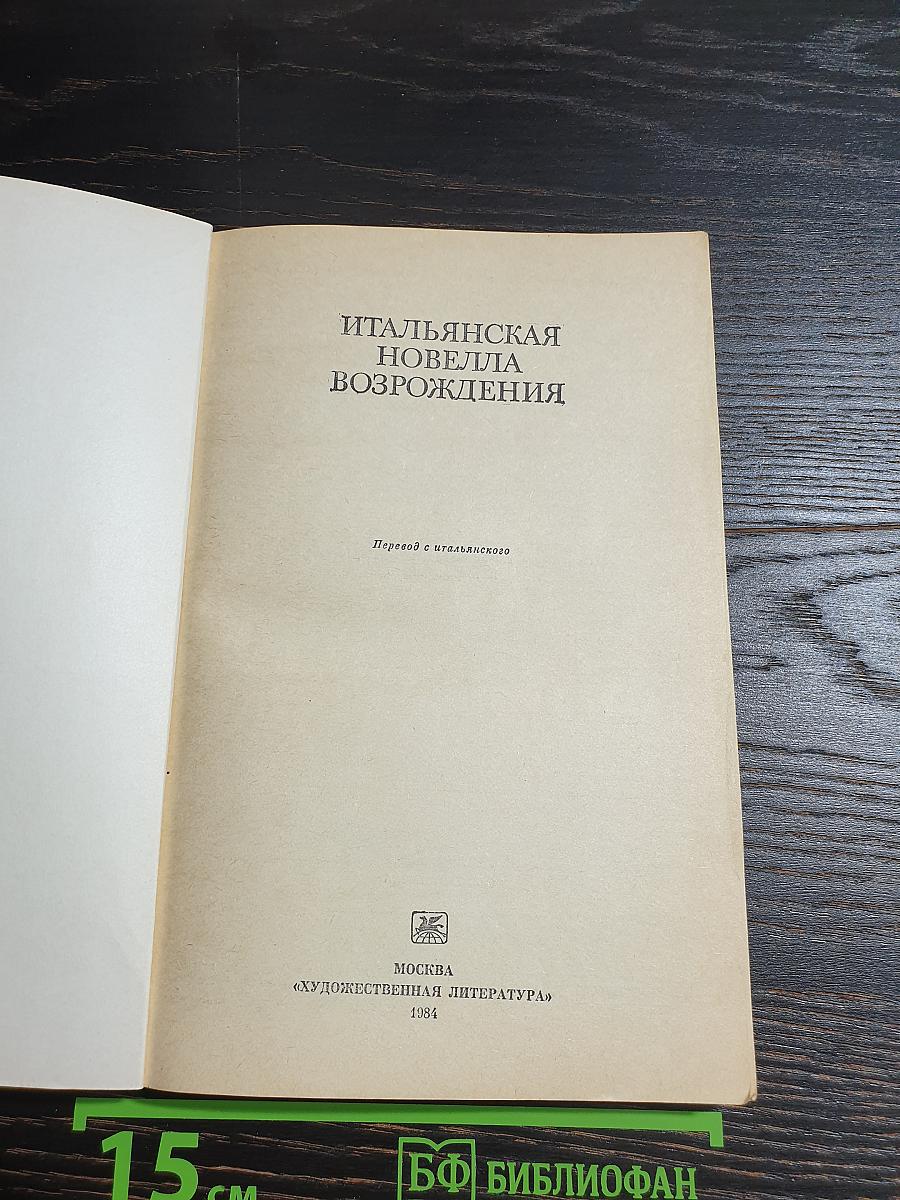 ИТАЛЬЯНСКАЯ
НОВЕЛЛА
ВОЗРОЖДЕНИЯ
Перевод с итальянского
МОСКВА
«ХУДОЖЕСТВЕННАЯ ЛИТЕРАТУРА»
1984
15 см
БФ БИБЛИОФАН